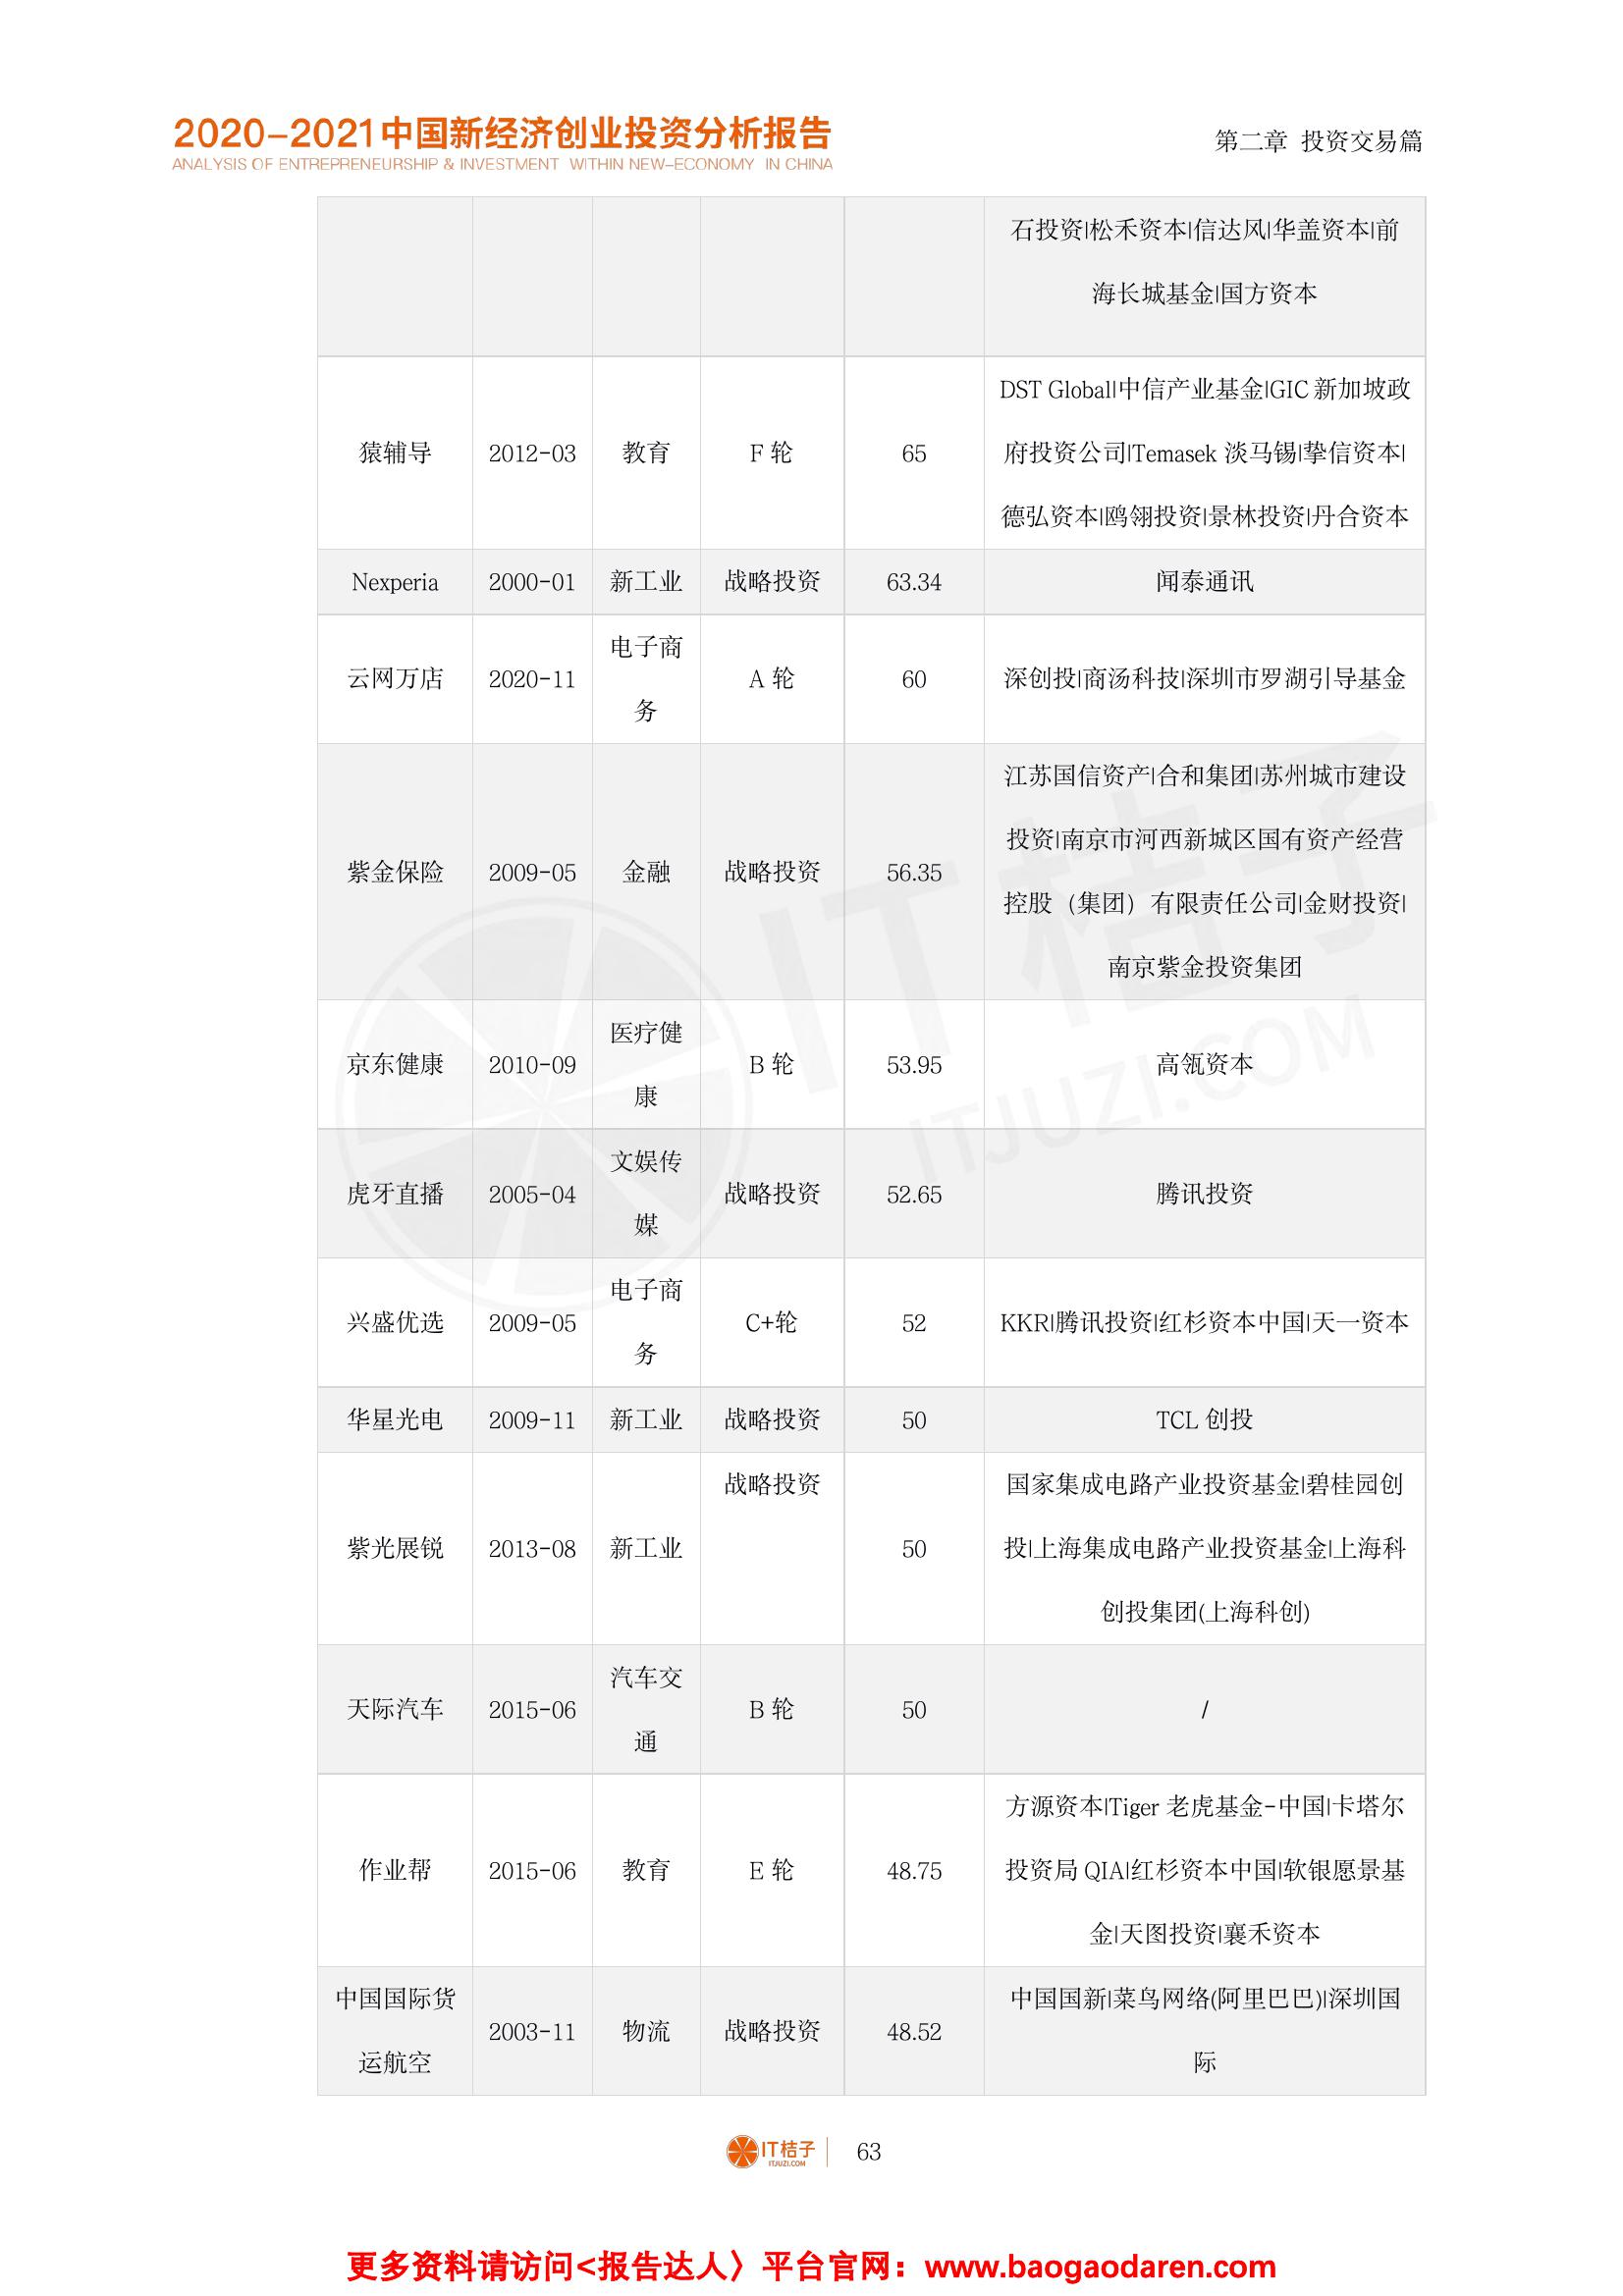 2020-2021中国新经济创业投资分析报告
ANALYSIS OF ENTREPRENEURSHIP & INVESTMENT WITHIN NEW-ECONOMY IN CHINA
第二章 投资交易篇
石投资|松禾资本|信达风|华盖资本|前
海长城基金|国方资本
猿辅导 2012-03 教育 F 轮 65
DST Global|中信产业基金|GIC 新加坡政
府投资公司|Temasek 淡马锡|挚信资本|
德弘资本|鸥翎投资|景林投资|丹合资本
Nexperia 2000-01 新工业 战略投资 63.34 闻泰通讯
云网万店 2020-11
电子商
务
A 轮 60 深创投|商汤科技|深圳市罗湖引导基金
紫金保险 2009-05 金融 战略投资 56.35
江苏国信资产|合和集团|苏州城市建设
投资|南京市河西新城区国有资产经营
控股（集团）有限责任公司|金财投资|
南京紫金投资集团
京东健康 2010-09
医疗健
康
B 轮 53.95 高瓴资本
虎牙直播 2005-04
文娱传
媒
战略投资 52.65 腾讯投资
兴盛优选 2009-05
电子商
务
C+轮 52 KKR|腾讯投资|红杉资本中国|天一资本
华星光电 2009-11 新工业 战略投资 50 TCL 创投
紫光展锐 2013-08 新工业 战略投资 50
国家集成电路产业投资基金|碧桂园创
投|上海集成电路产业投资基金|上海科
创投集团(上海科创)
天际汽车 2015-06
汽车交
通
B 轮 50 /
作业帮 2015-06 教育 E 轮 48.75
方源资本|Tiger 老虎基金-中国|卡塔尔
投资局 QIA|红杉资本中国|软银愿景基
金|天图投资|襄禾资本
中国国际货
运航空
2003-11 物流 战略投资 48.52
中国国新|菜鸟网络(阿里巴巴)|深圳国
际
IT桔子
ITJUZI.COM
IT桔子
ITJUZI.COM
63
更多资料请访问<报告达人〉平台官网：www.baogaodaren.com